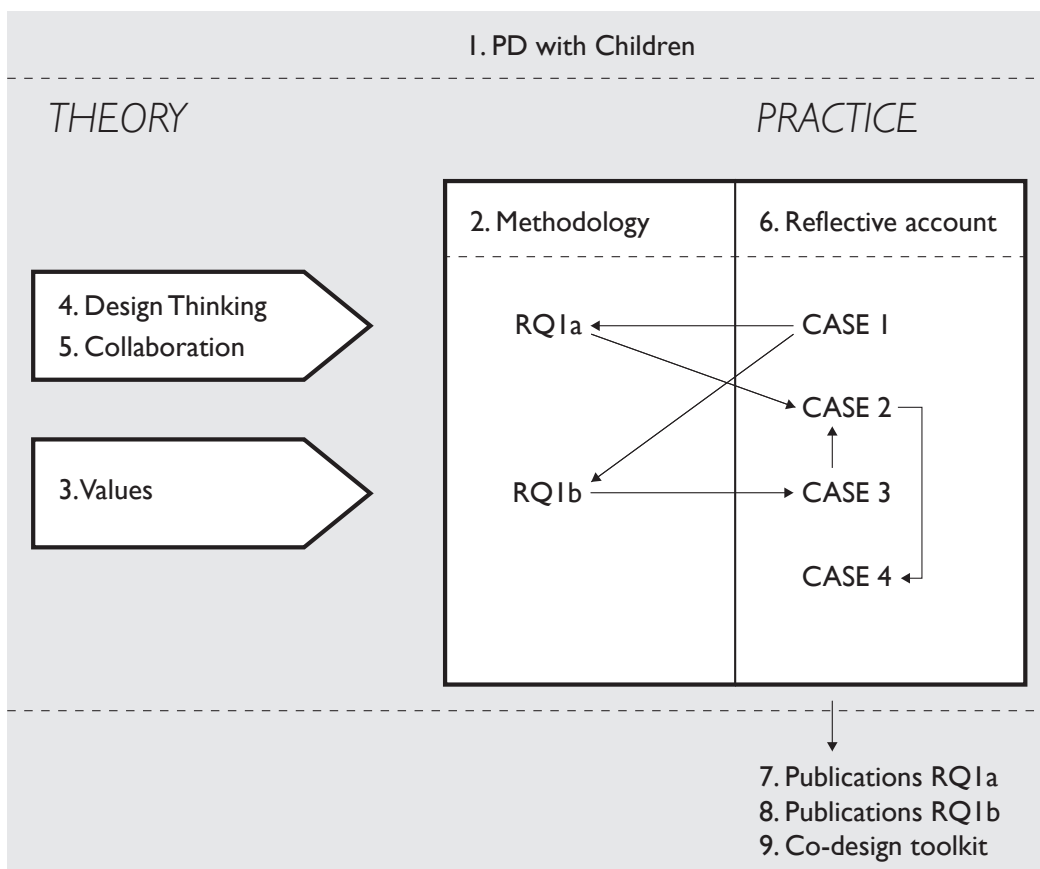 1. PD with Children
THEORY
PRACTICE
2. Methodology
6. Reflective account
4. Design Thinking
5. Collaboration
3. Values
RQ1a
CASE 1
CASE 2
RQ1b
CASE 3
CASE 4
7. Publications RQ1a
8. Publications RQ1b
9. Co-design toolkit